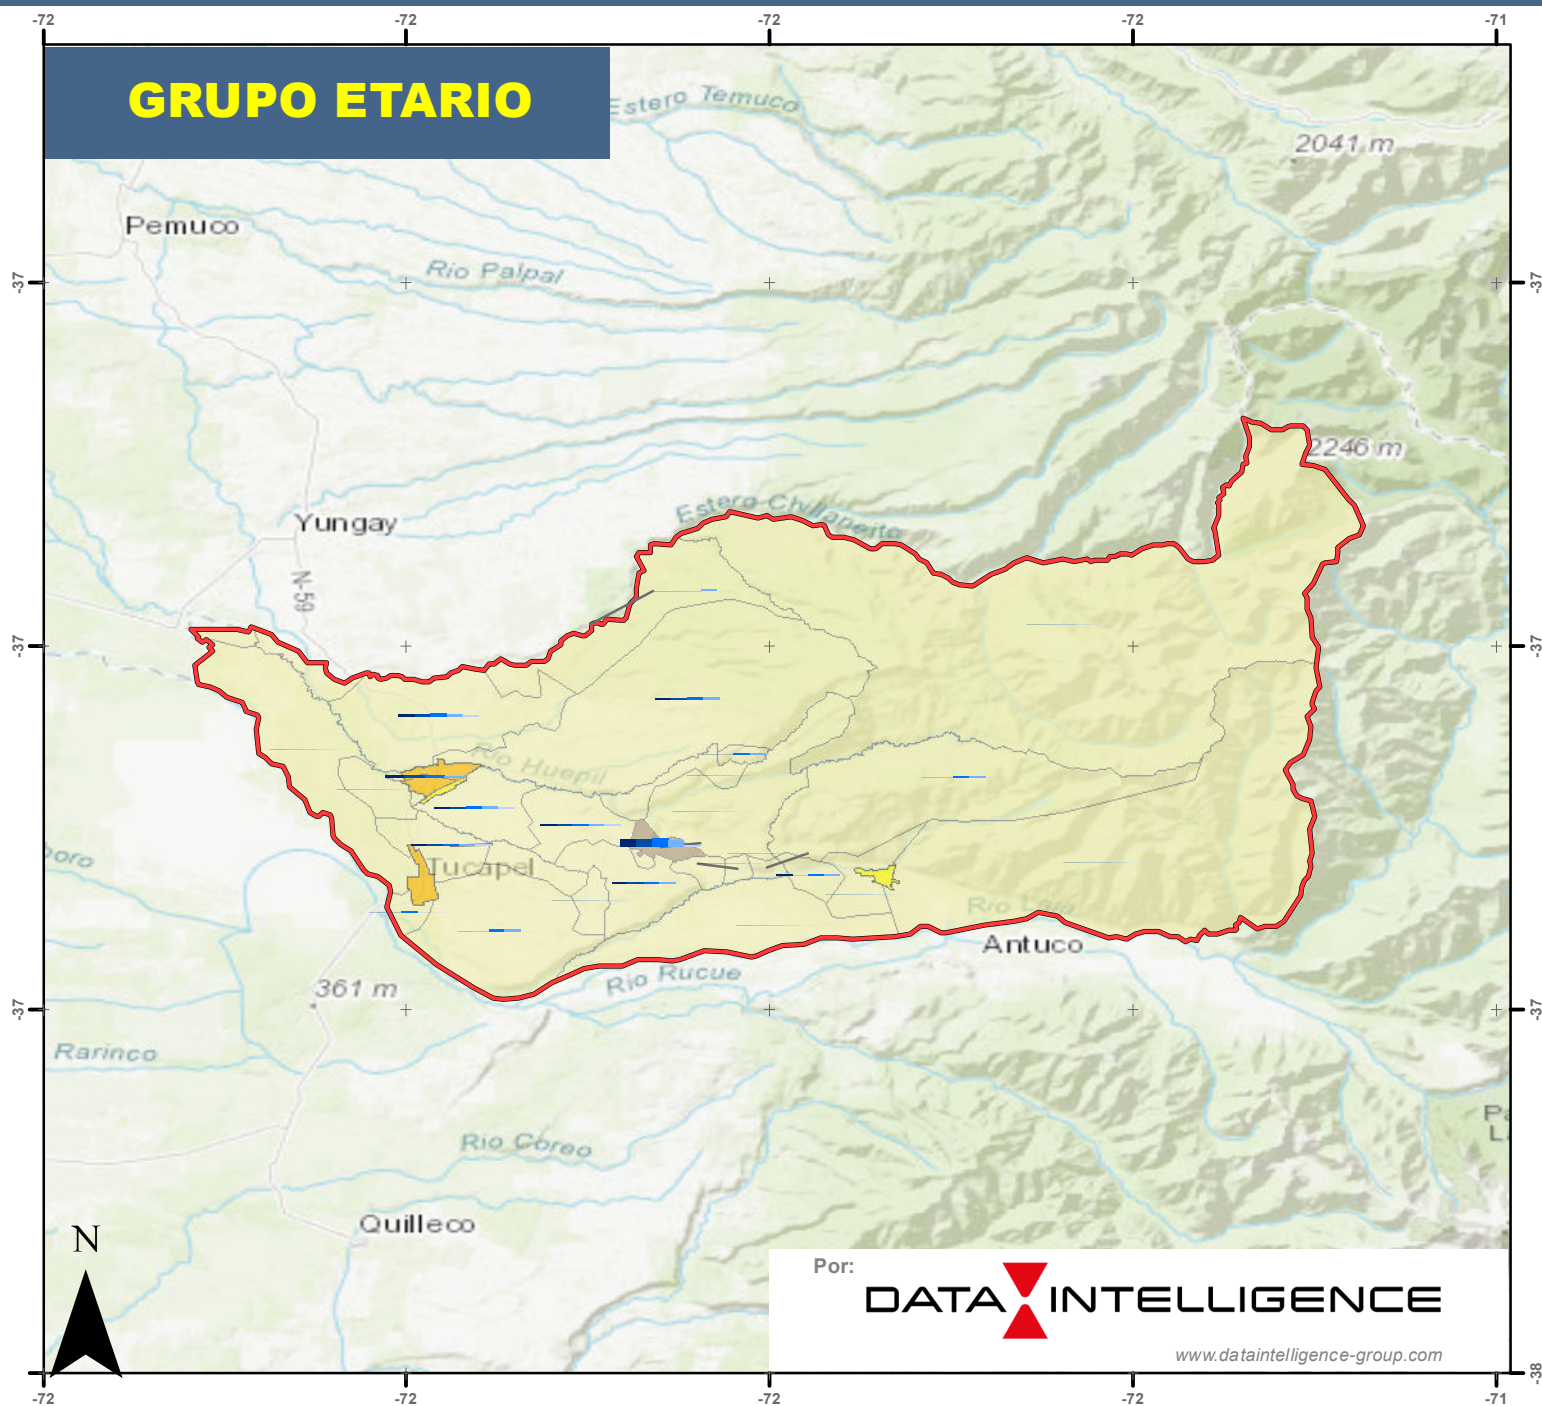 -72
-72
-72
-72
-71
GRUPO ETARIO
Estero Temuco
2041 m
Pemuco
Rio Palpal
-37
-37
2246 m
Estero Chillancito
Yungay
N-59
-37
-37
Rio Huepil
Tucapel
Rio Laja
Antuco
Rio Rucue
361 m
-37
-37
Rarinco
Rio Coreo
Quilleco
N
Por:
DATA INTELLIGENCE
www.dataintelligence-group.com
-38
-72
-72
-72
-72
-71